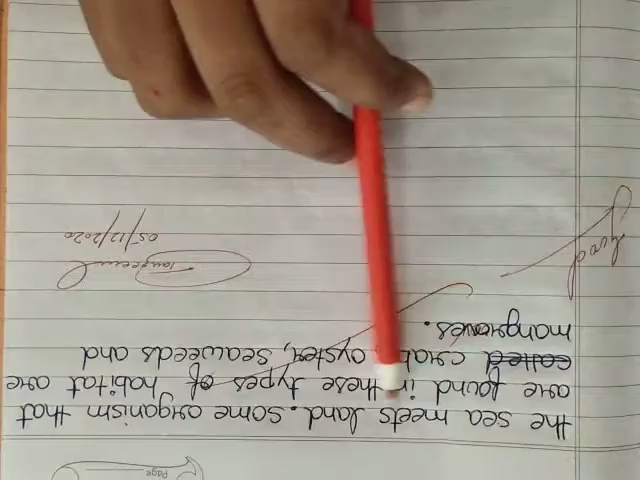 Page
the sea meets land. Some organism that
are found in these types of habitat are
crab, oyster, seaweeds and
mangroves.
Good
05/12/2020